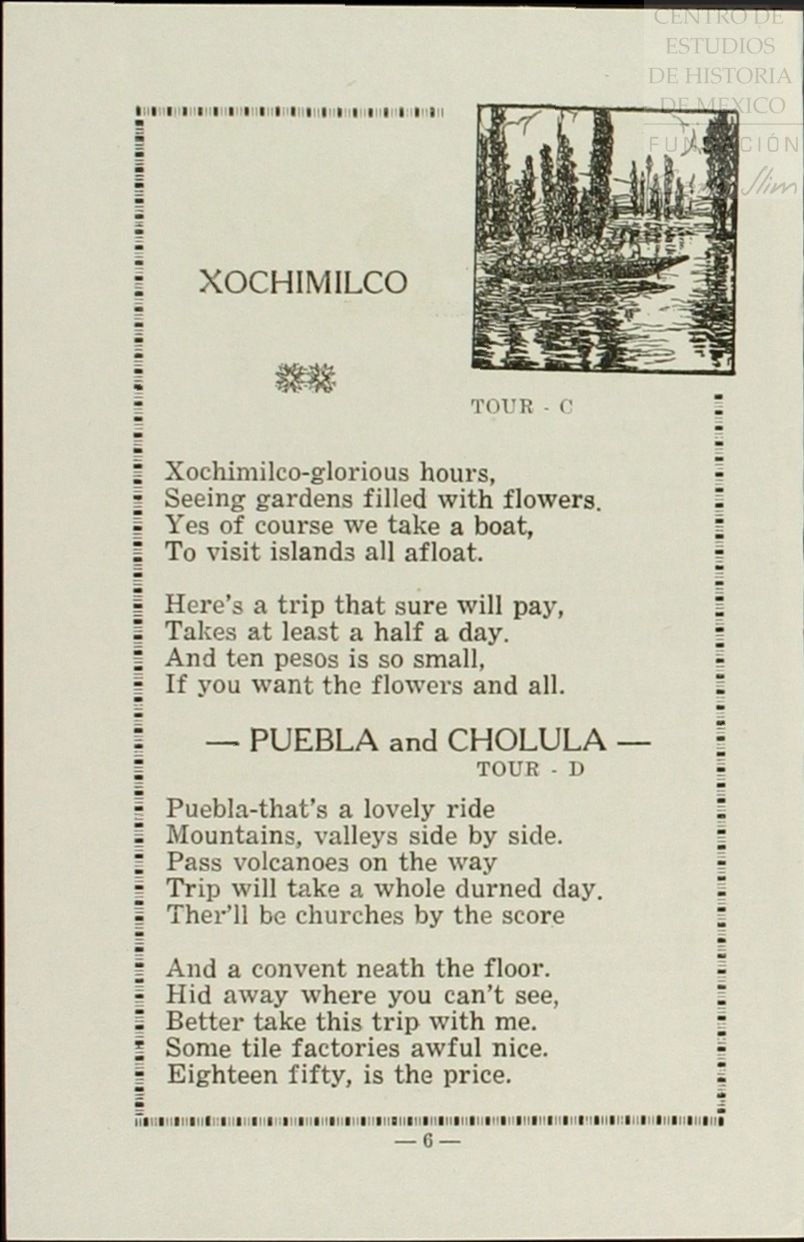 CENTRO DE
ESTUDIOS
DE HISTORIA
DE MEXICO
FUNDACIÓN
Slim
XOCHIMILCO
TOUR - C
Xochimilco-glorious hours,
Seeing gardens filled with flowers.
Yes of course we take a boat,
To visit islands all afloat.
Here's a trip that sure will pay,
Takes at least a half a day.
And ten pesos is so small,
If you want the flowers and all.
— PUEBLA and CHOLULA —
TOUR - D
Puebla-that's a lovely ride
Mountains, valleys side by side.
Pass volcanoes on the way
Trip will take a whole durned day.
Ther'll be churches by the score
And a convent neath the floor.
Hid away where you can't see,
Better take this trip with me.
Some tile factories awful nice.
Eighteen fifty, is the price.
— 6 —